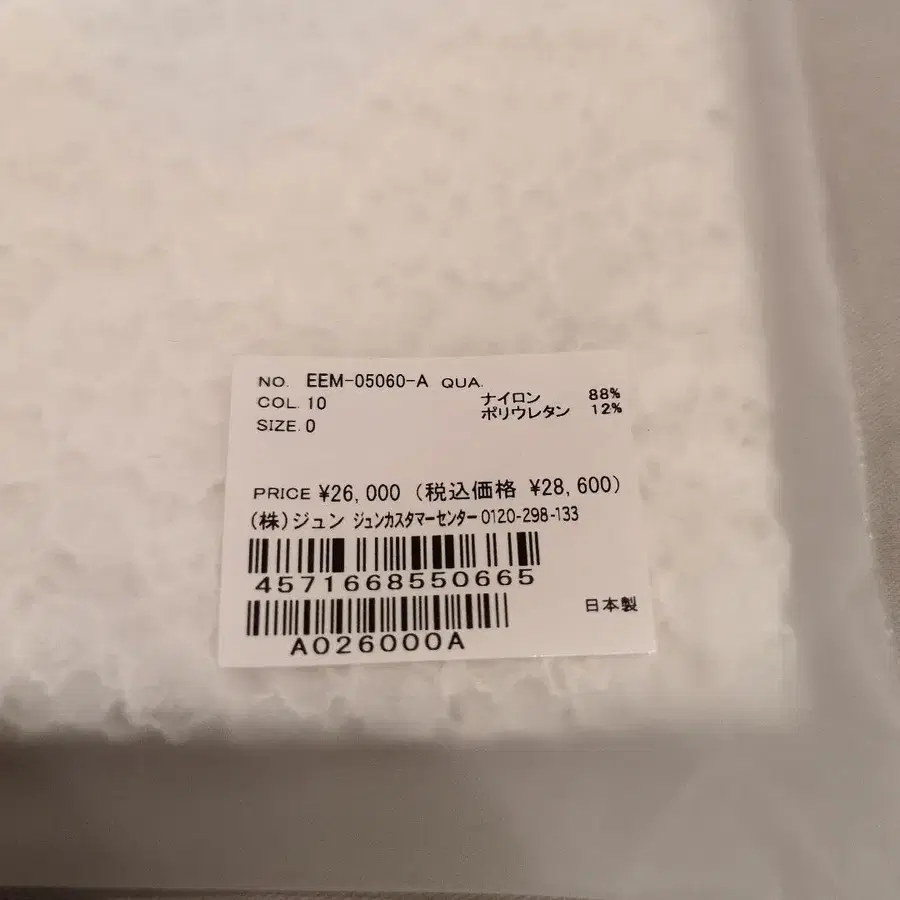 NO. EEM-05060-A QUA.
COL. 10 ナイロン 88%
ポリウレタン 12%
SIZE. 0
PRICE ¥26,000 (税込価格 ¥28,600)
(株)ジュン ジュンカスタマーセンター 0120-298-133
4571668550665
日本製
A026000A